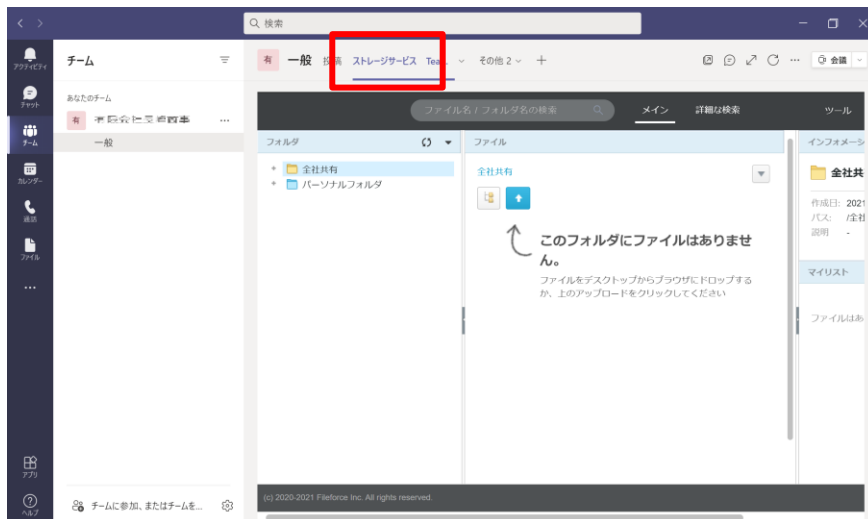 検索
アクティビティ
チャット
チーム
カレンダー
通話
ファイル
アプリ
ヘルプ
チーム
あなたのチーム
有
一般
チームに参加、またはチームを...
有 一般 投稿 ストレージサービス Tea... その他 2 +
会議
ファイル名 / フォルダ名の検索 メイン 詳細な検索 ツール
フォルダ
全社共有
パーソナルフォルダ
ファイル
全社共有
このフォルダにファイルはありませ
ん。
ファイルをデスクトップからブラウザにドロップする
か、上のアップロードをクリックしてください
インフォメーシ
全社共
作成日: 2021
パス: /全社
説明 -
マイリスト
ファイルはあ
(c) 2020-2021 Fileforce Inc. All rights reserved.